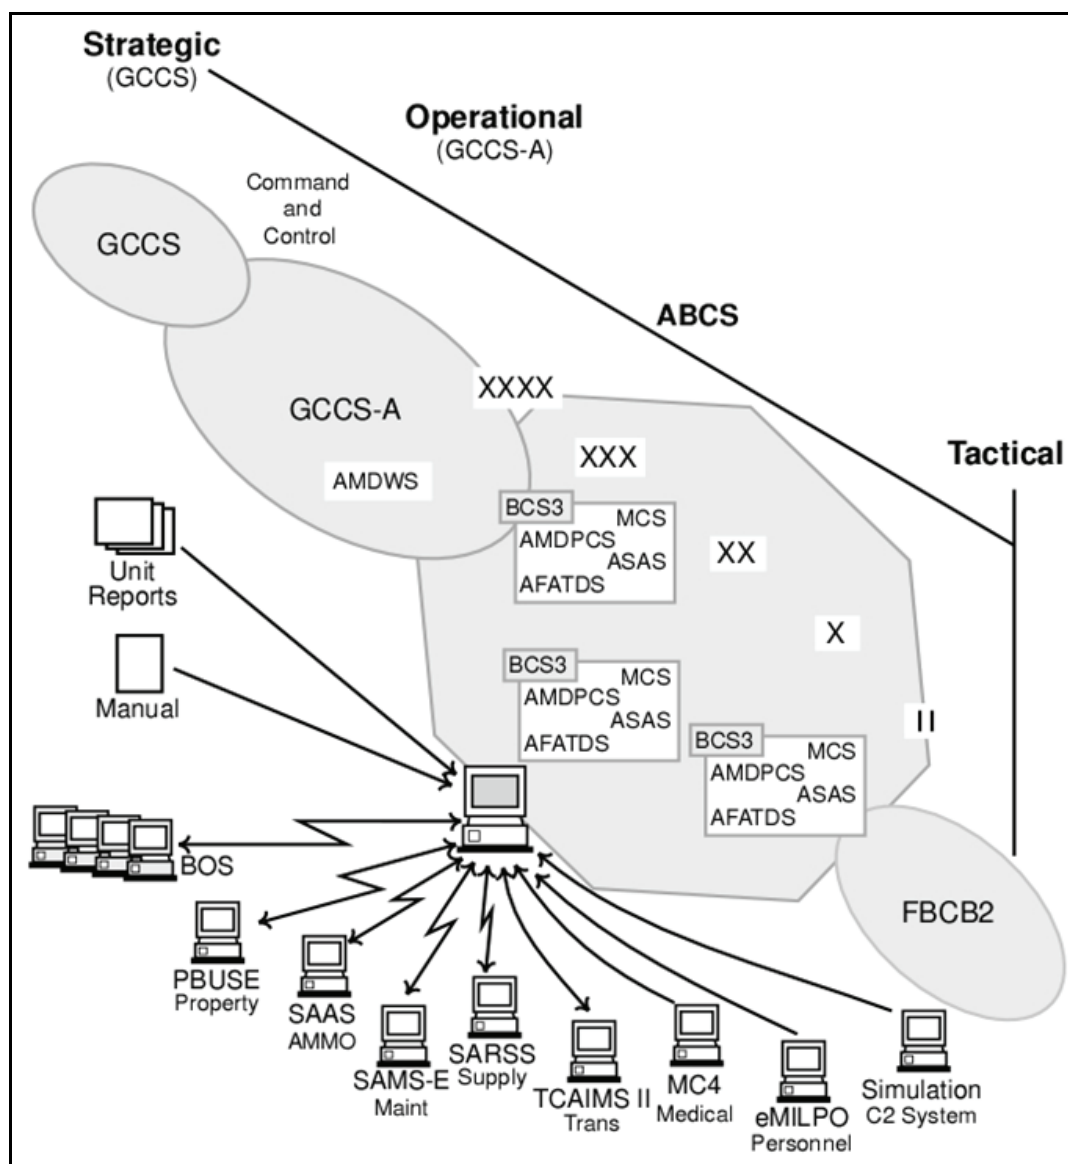 Strategic
(GCCS)
Operational
(GCCS-A)
Command
and
Control
GCCS
ABCS
XXXX
GCCS-A
XXX
Tactical
AMDWS
BCS3
MCS
AMDPCS
ASAS
AFATDS
XX
Unit
Reports
X
BCS3
MCS
AMDPCS
ASAS
AFATDS
Manual
II
BCS3
MCS
AMDPCS
ASAS
AFATDS
BOS
FBCB2
PBUSE
Property
SAAS
AMMO
SAMS-E
Maint
SARSS
Supply
TCAIMS II
Trans
MC4
Medical
eMILPO
Personnel
Simulation
C2 System